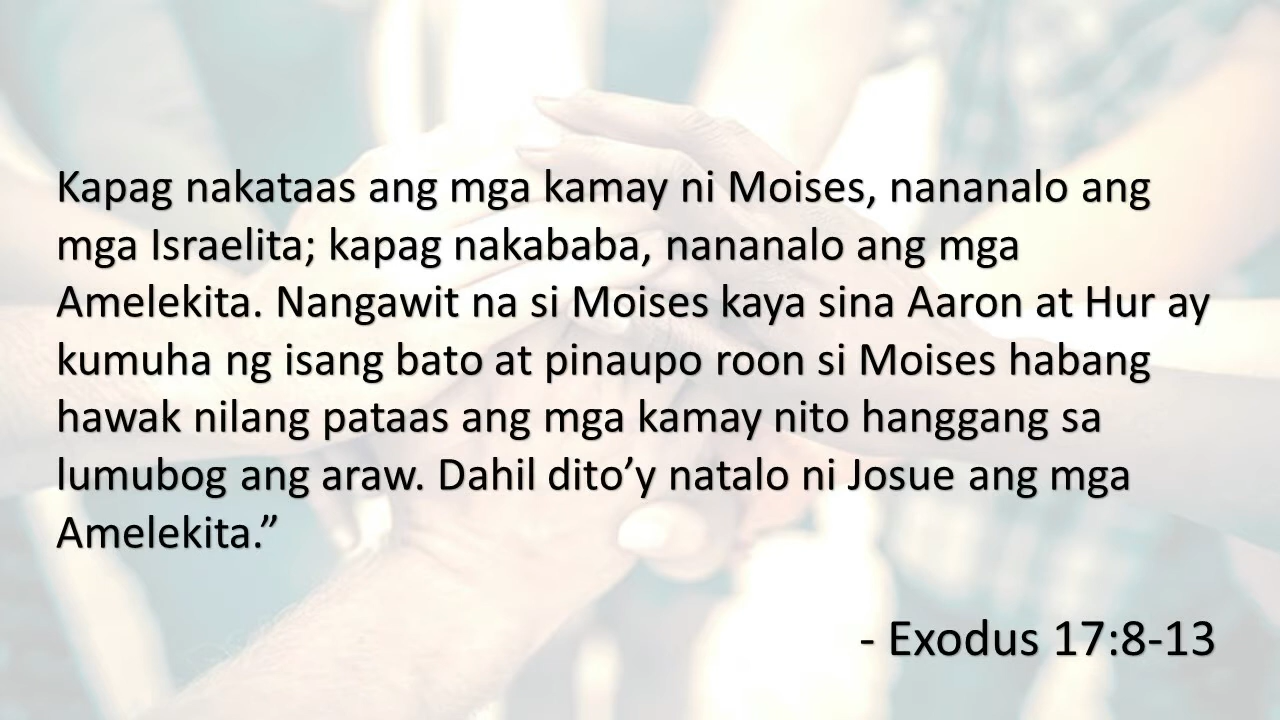 Kapag nakataas ang mga kamay ni Moises, nananalo ang
mga Israelita; kapag nakababa, nananalo ang mga
Amelekita. Nangawit na si Moises kaya sina Aaron at Hur ay
kumuha ng isang bato at pinaupo roon si Moises habang
hawak nilang pataas ang mga kamay nito hanggang sa
lumubog ang araw. Dahil dito’y natalo ni Josue ang mga
Amelekita.”
- Exodus 17:8-13